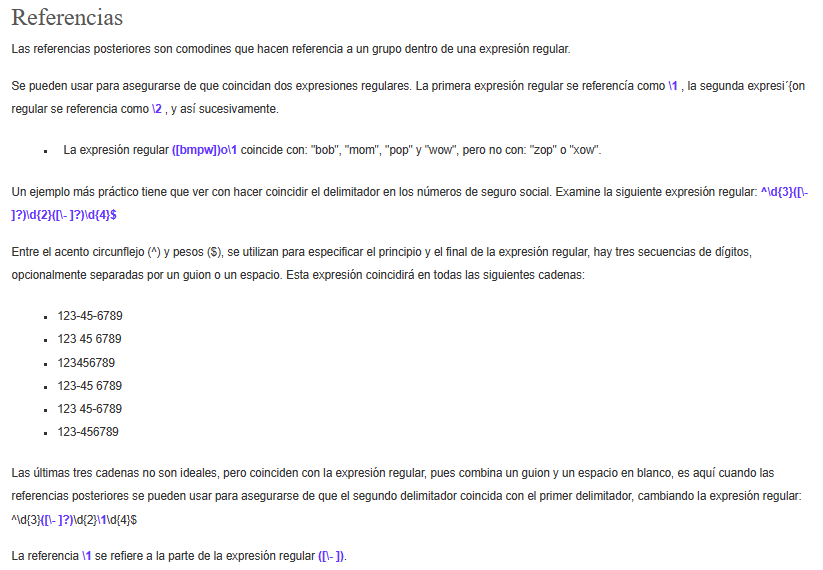 Referencias
Las referencias posteriores son comodines que hacen referencia a un grupo dentro de una expresión regular.
Se pueden usar para asegurarse de que coincidan dos expresiones regulares. La primera expresión regular se referencía como \1 , la segunda expresi´{on
regular se referencia como \2 , y así sucesivamente.
▪ La expresión regular ([bmpw])o\1 coincide con: "bob", "mom", "pop" y "wow", pero no con: "zop" o "xow".
Un ejemplo más práctico tiene que ver con hacer coincidir el delimitador en los números de seguro social. Examine la siguiente expresión regular: ^\d{3}([\-
]?)\d{2}([\- ]?)\d{4}$
Entre el acento circunflejo (^) y pesos ($), se utilizan para especificar el principio y el final de la expresión regular, hay tres secuencias de dígitos,
opcionalmente separadas por un guion o un espacio. Esta expresión coincidirá en todas las siguientes cadenas:
▪ 123-45-6789
▪ 123 45 6789
▪ 123456789
▪ 123-45 6789
▪ 123 45-6789
▪ 123-456789
Las últimas tres cadenas no son ideales, pero coinciden con la expresión regular, pues combina un guion y un espacio en blanco, es aquí cuando las
referencias posteriores se pueden usar para asegurarse de que el segundo delimitador coincida con el primer delimitador, cambiando la expresión regular:
^\d{3}([\- ]?)\d{2}\1\d{4}$
La referencia \1 se refiere a la parte de la expresión regular ([\- ]).